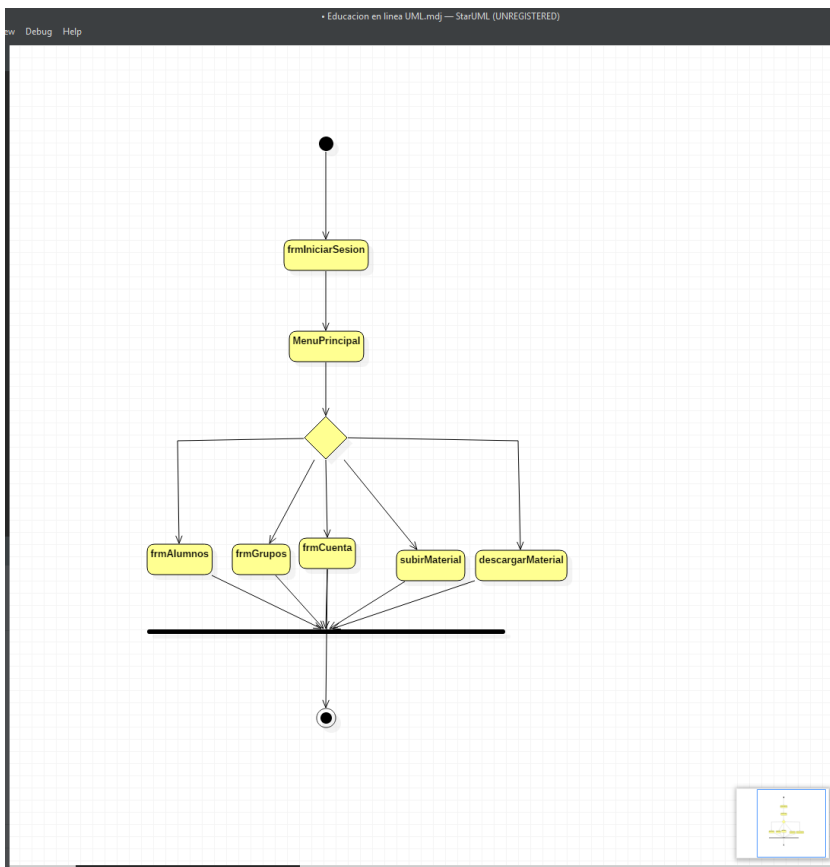 • Educacion en linea UML.mdj — StarUML (UNREGISTERED)
ew Debug Help
frmIniciarSesion
MenuPrincipal
frmAlumnos
frmGrupos
frmCuenta
subirMaterial
descargarMaterial